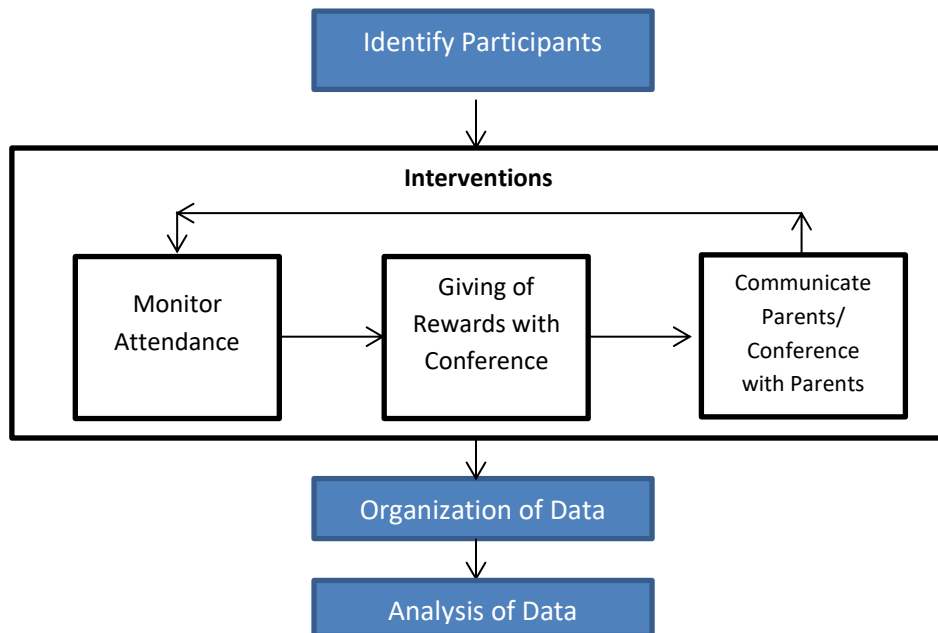 Identify Participants
Interventions
Monitor
Attendance
Giving of
Rewards with
Conference
Communicate
Parents/
Conference
with Parents
Organization of Data
Analysis of Data